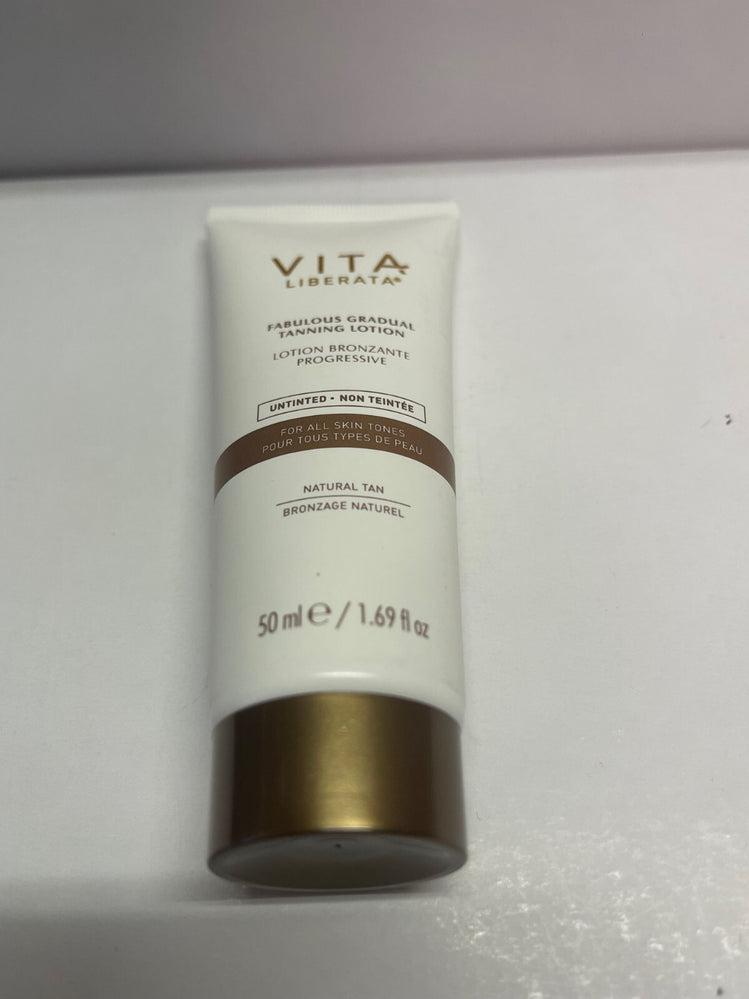 VITA
LIBERATA®
FABULOUS GRADUAL
TANNING LOTION
LOTION BRONZANTE
PROGRESSIVE
UNTINTED • NON TEINTÉE
FOR ALL SKIN TONES
POUR TOUS TYPES DE PEAU
NATURAL TAN
BRONZAGE NATUREL
50 ml ℮ / 1.69 fl oz